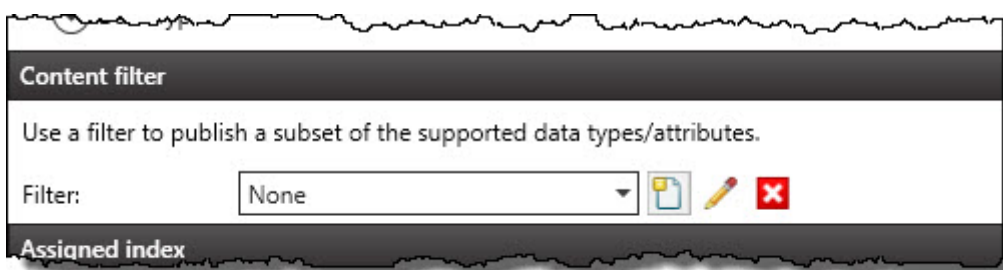 Content filter
Use a filter to publish a subset of the supported data types/attributes.
Filter: None
Assigned index